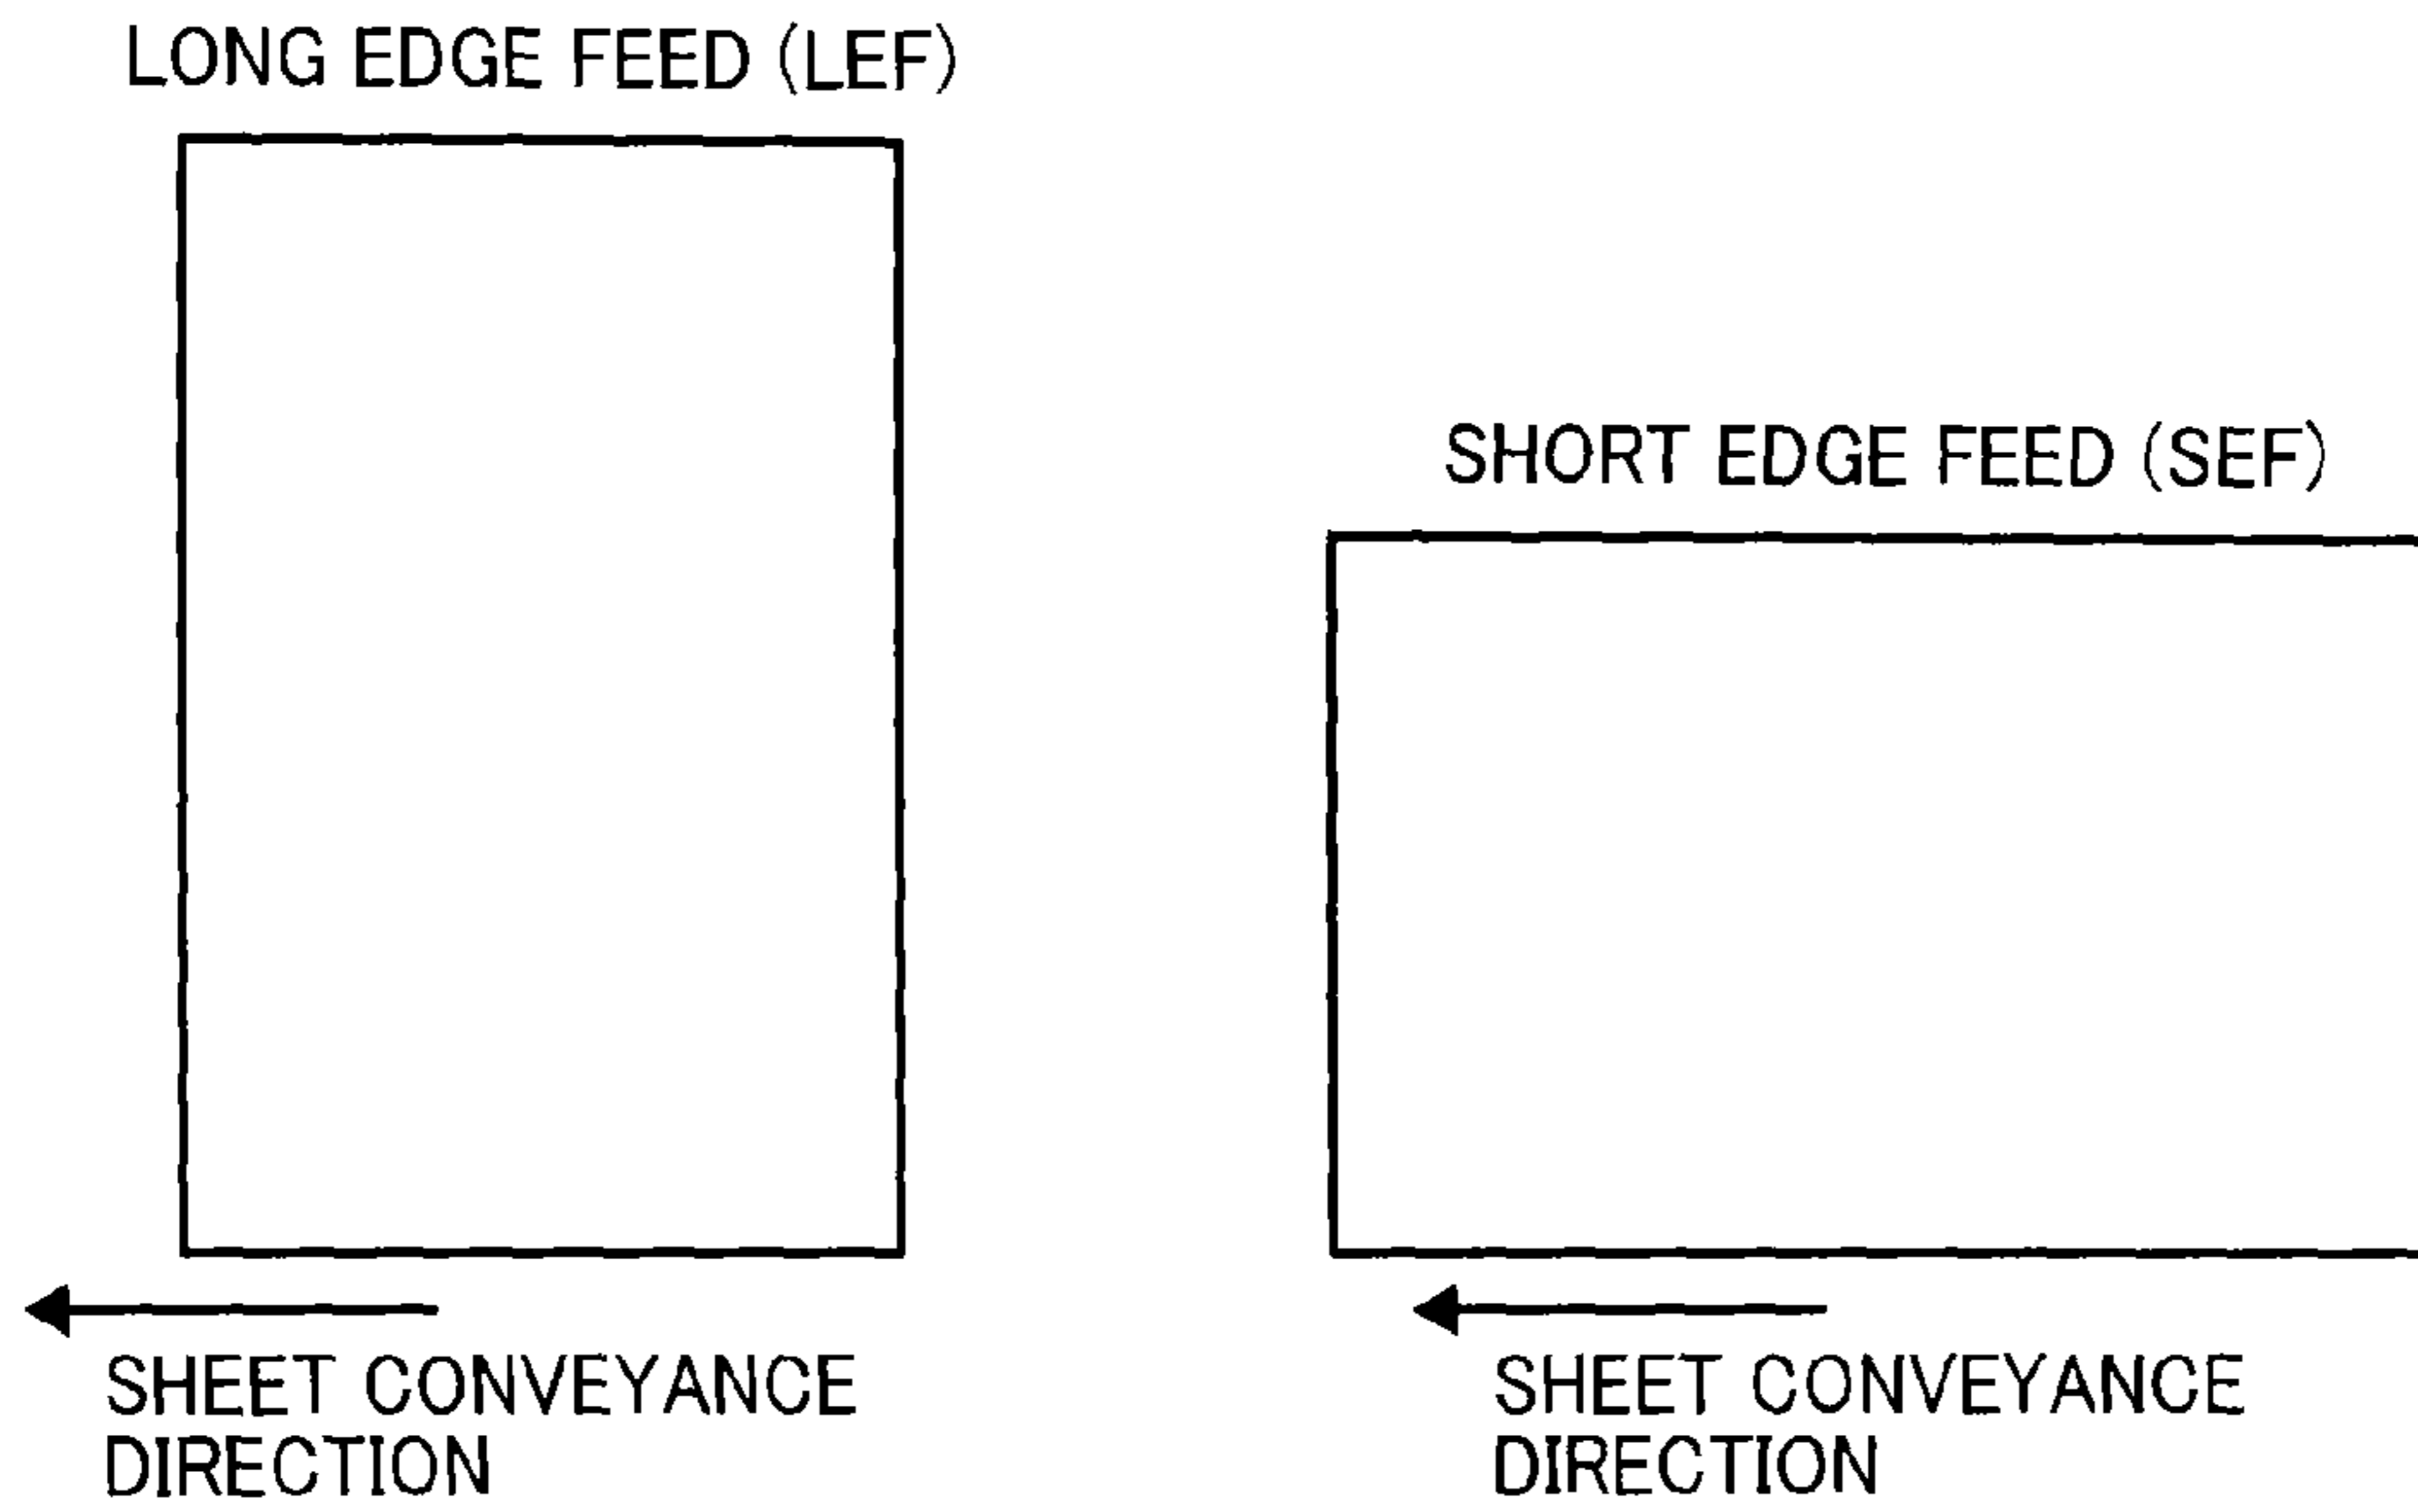 LONG EDGE FEED (LEF)
SHORT EDGE FEED (SEF)
SHEET CONVEYANCE
DIRECTION
SHEET CONVEYANCE
DIRECTION